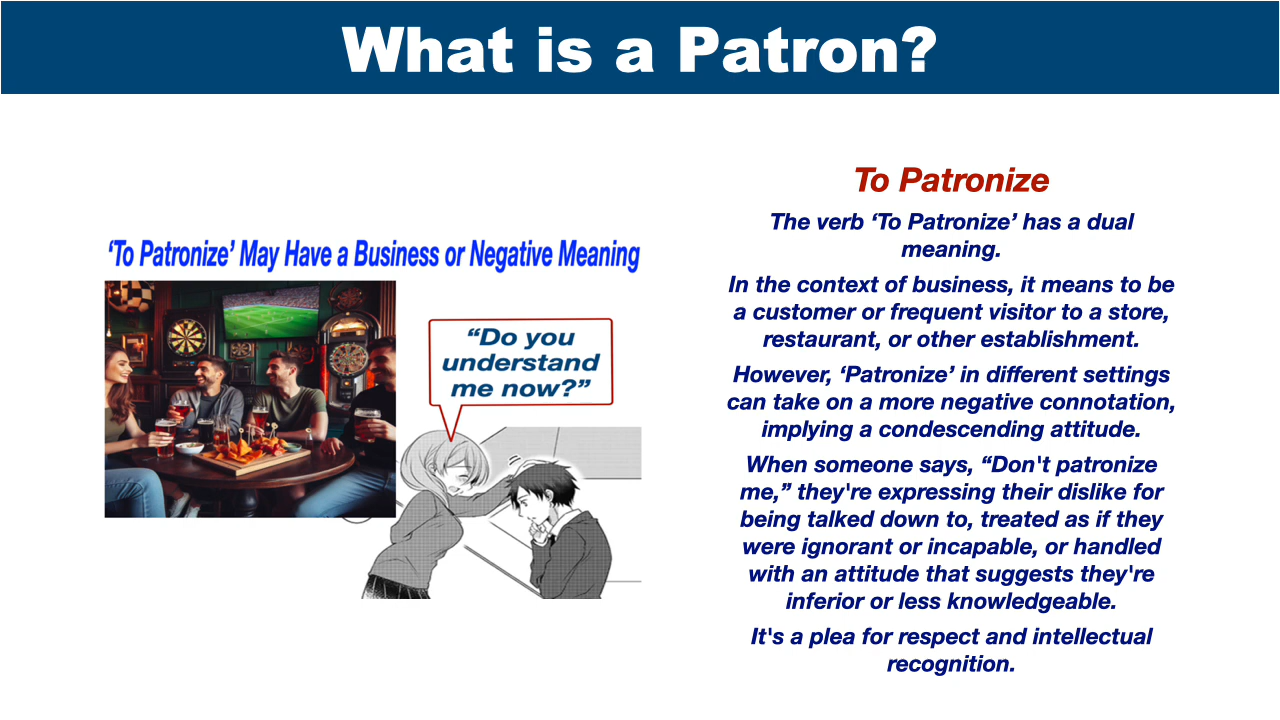 What is a Patron?
‘To Patronize’ May Have a Business or Negative Meaning
“Do you
understand
me now?”
To Patronize
The verb ‘To Patronize’ has a dual
meaning.
In the context of business, it means to be
a customer or frequent visitor to a store,
restaurant, or other establishment.
However, ‘Patronize’ in different settings
can take on a more negative connotation,
implying a condescending attitude.
When someone says, “Don't patronize
me,” they're expressing their dislike for
being talked down to, treated as if they
were ignorant or incapable, or handled
with an attitude that suggests they're
inferior or less knowledgeable.
It's a plea for respect and intellectual
recognition.